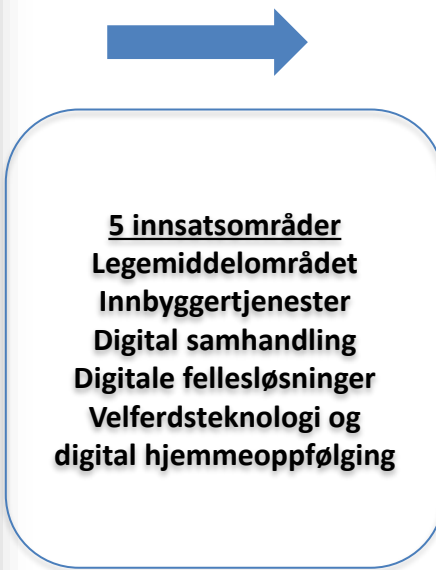 5 innsatsområder
Legemiddelområdet
Innbyggertjenester
Digital samhandling
Digitale fellesløsninger
Velferdsteknologi og
digital hjemmeoppfølging